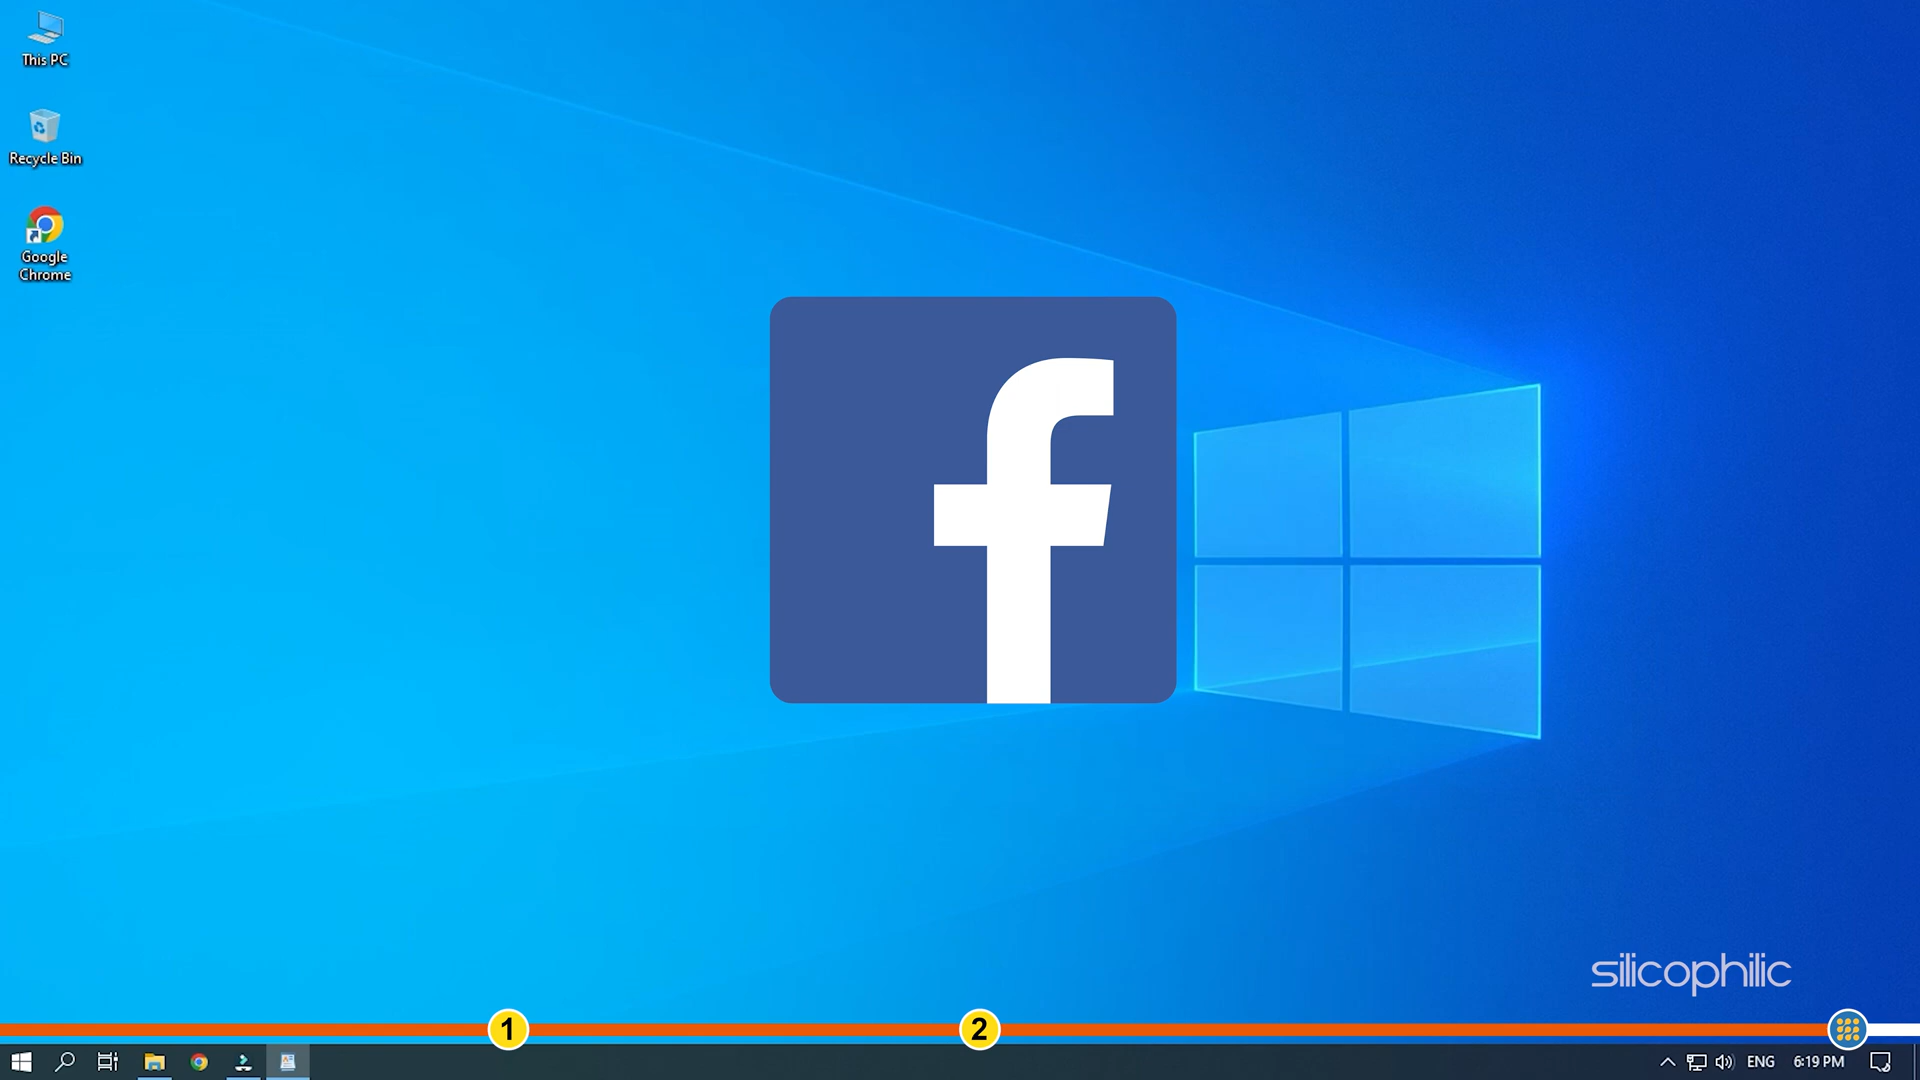 This PC
Recycle Bin
Google
Chrome
f
silicophilic
1
2
ENG
6:19 PM